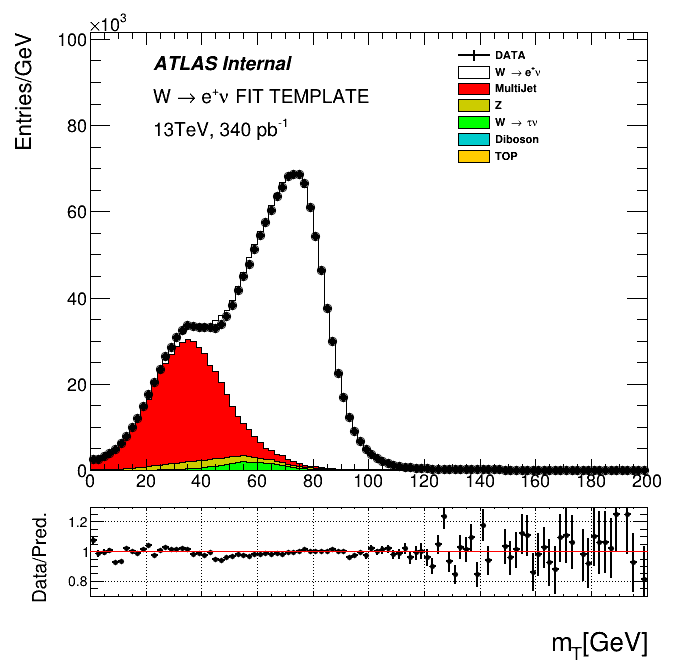 ×10³
Entries/GeV
100
80
60
40
20
0
ATLAS Internal
W → e⁺ν FIT TEMPLATE
13TeV, 340 pb⁻¹
DATA
W → e⁺ν
MultiJet
Z
W → τν
Diboson
TOP
0 20 40 60 80 100 120 140 160 180 200
Data/Pred.
1.2
1
0.8
m_T[GeV]